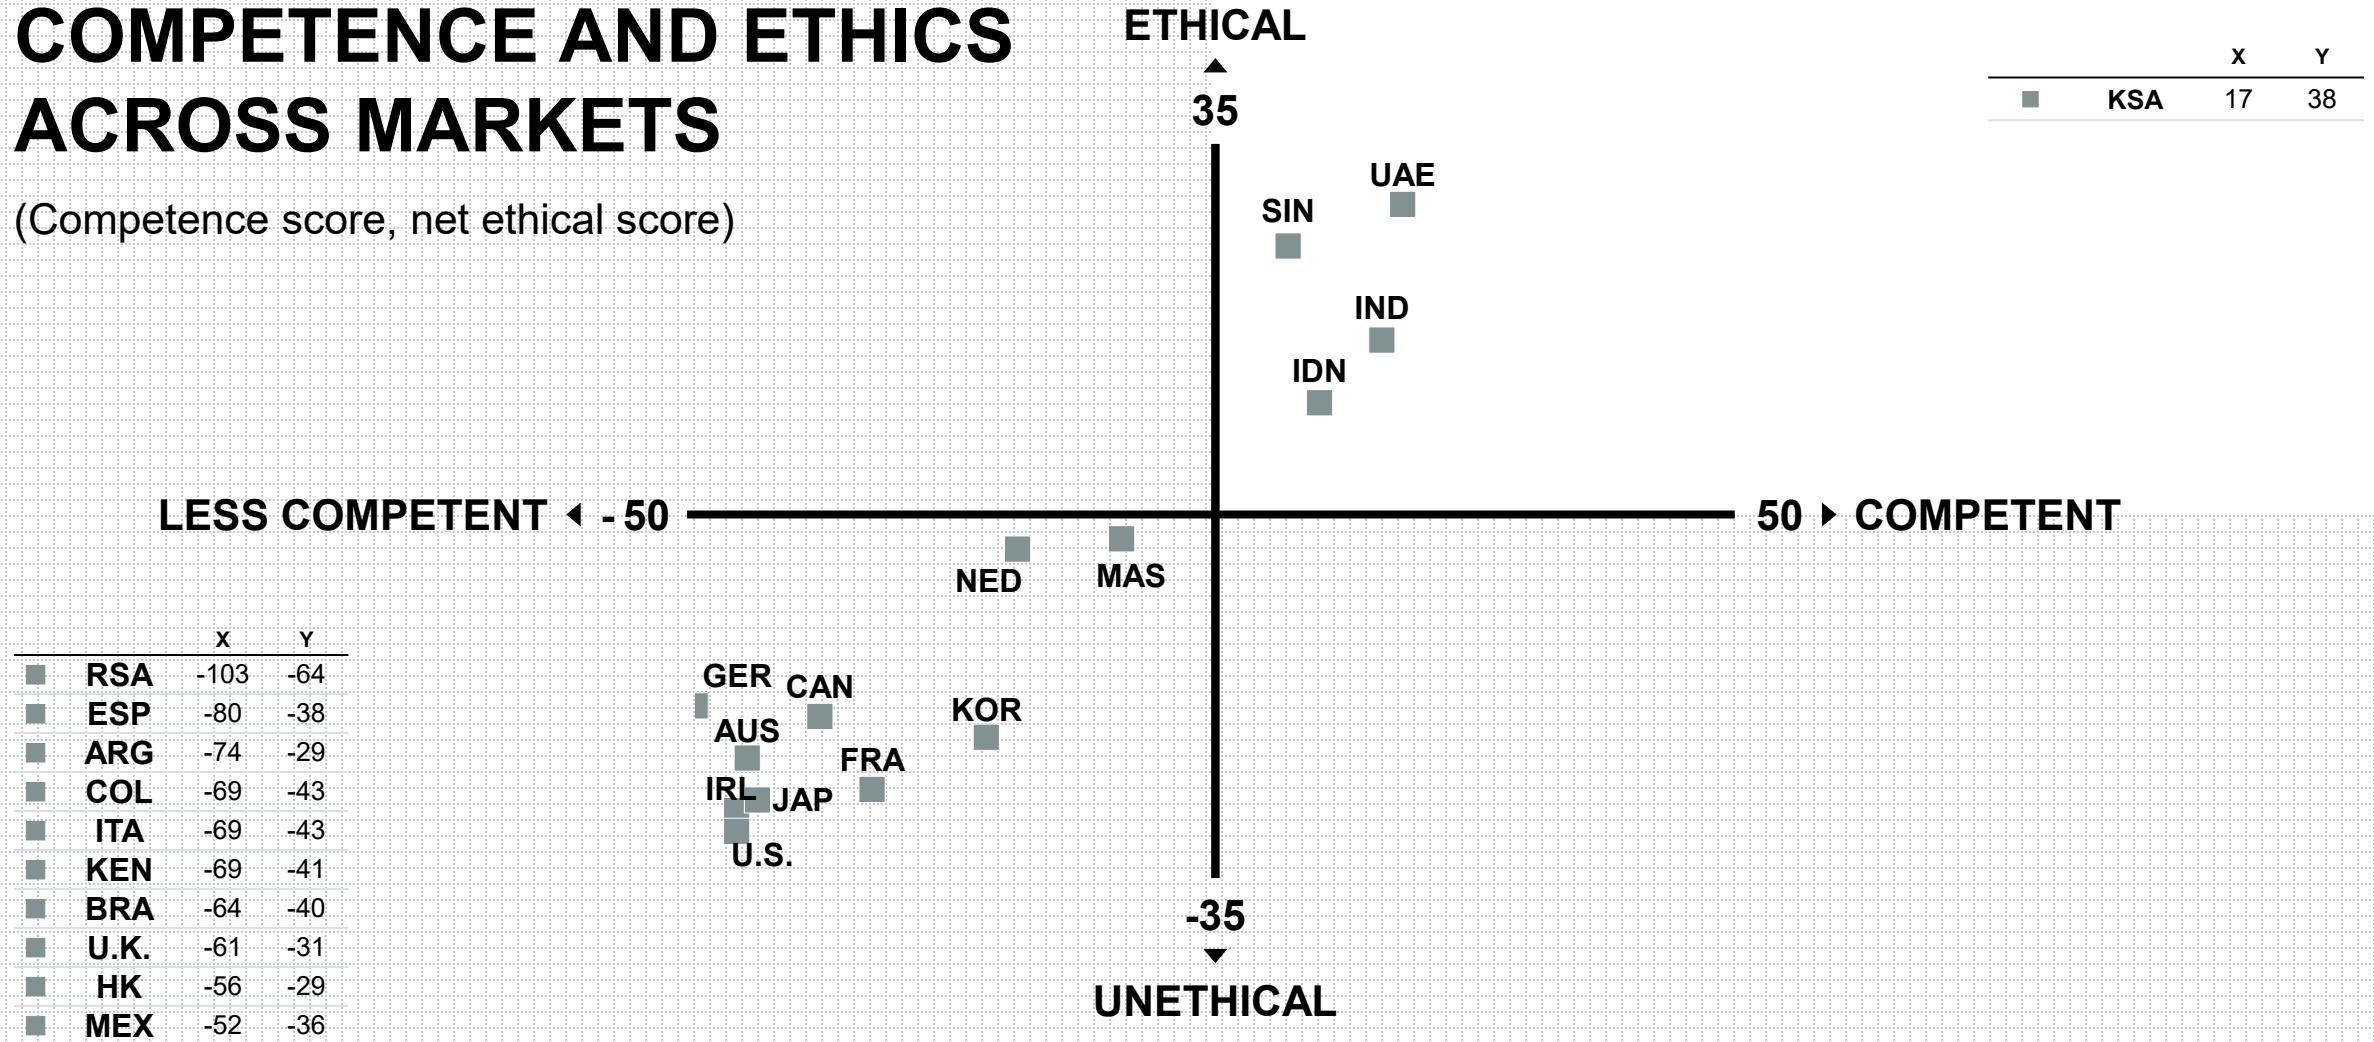 COMPETENCE AND ETHICS
ACROSS MARKETS
(Competence score, net ethical score)
ETHICAL
35
X Y
KSA 17 38
UAE
SIN
IND
IDN
LESS COMPETENT - 50
50 COMPETENT
NED
MAS
X Y
RSA -103 -64
ESP -80 -38
ARG -74 -29
COL -69 -43
ITA -69 -43
KEN -69 -41
BRA -64 -40
U.K. -61 -31
HK -56 -29
MEX -52 -36
GER
CAN
KOR
AUS
FRA
IRL
JAP
U.S.
-35
UNETHICAL